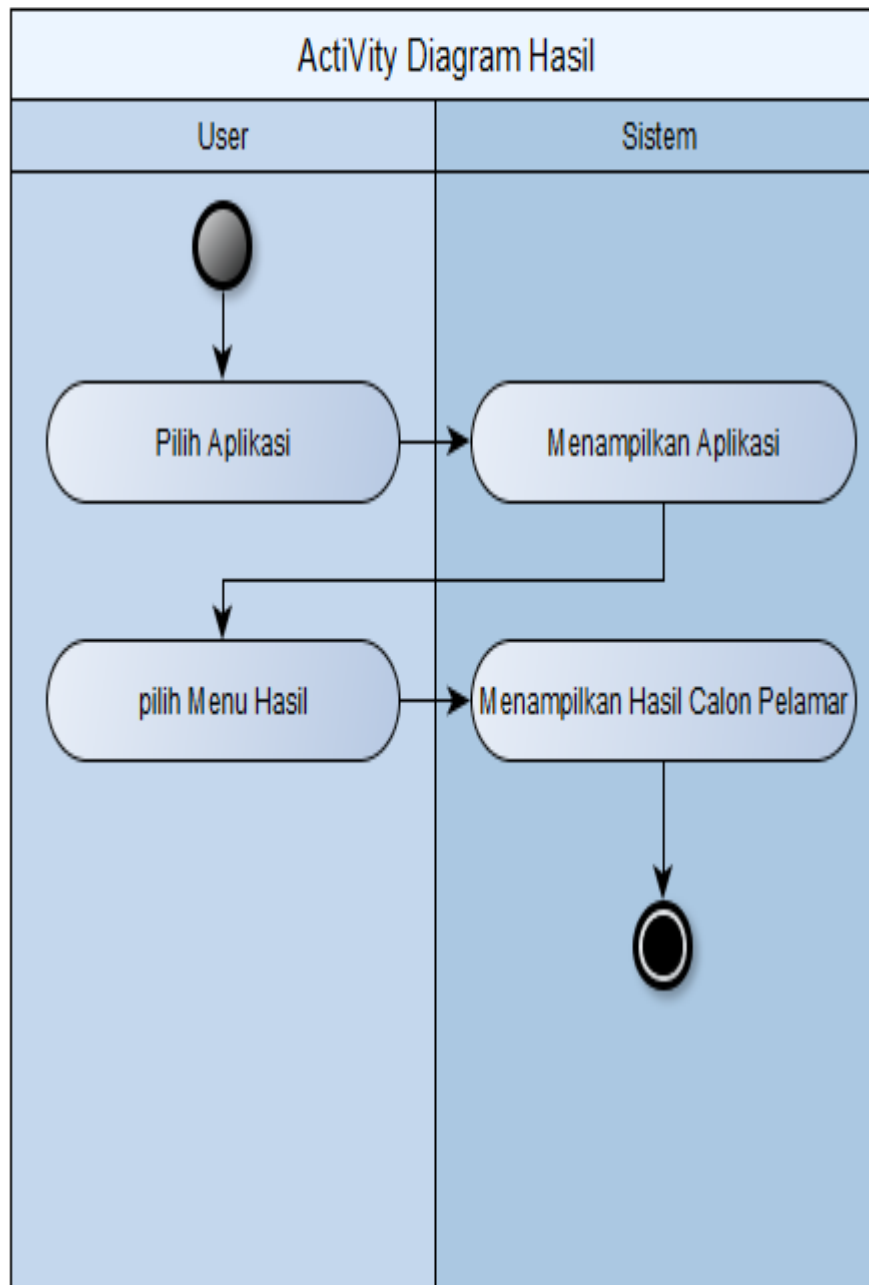 ActiVity Diagram Hasil
User
Sistem
Pilih Aplikasi
Menampilkan Aplikasi
pilih Menu Hasil
Menampilkan Hasil Calon Pelamar